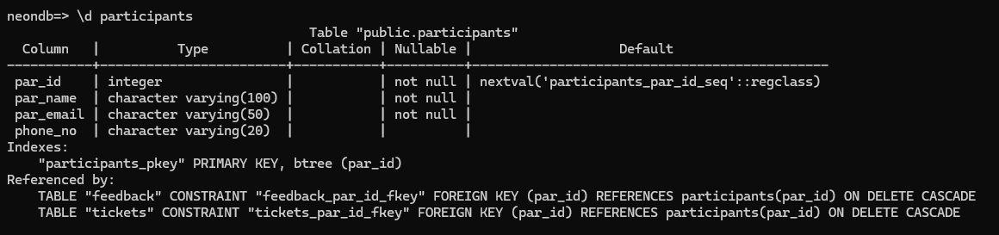 neondb=> \d participants
                                       Table "public.participants"
  Column   |          Type          | Collation | Nullable |                   Default
-----------+------------------------+-----------+----------+----------------------------------------------
 par_id    | integer                |           | not null | nextval('participants_par_id_seq'::regclass)
 par_name  | character varying(100) |           | not null |
 par_email | character varying(50)  |           | not null |
 phone_no  | character varying(20)  |           |          |
Indexes:
    "participants_pkey" PRIMARY KEY, btree (par_id)
Referenced by:
    TABLE "feedback" CONSTRAINT "feedback_par_id_fkey" FOREIGN KEY (par_id) REFERENCES participants(par_id) ON DELETE CASCADE
    TABLE "tickets" CONSTRAINT "tickets_par_id_fkey" FOREIGN KEY (par_id) REFERENCES participants(par_id) ON DELETE CASCADE